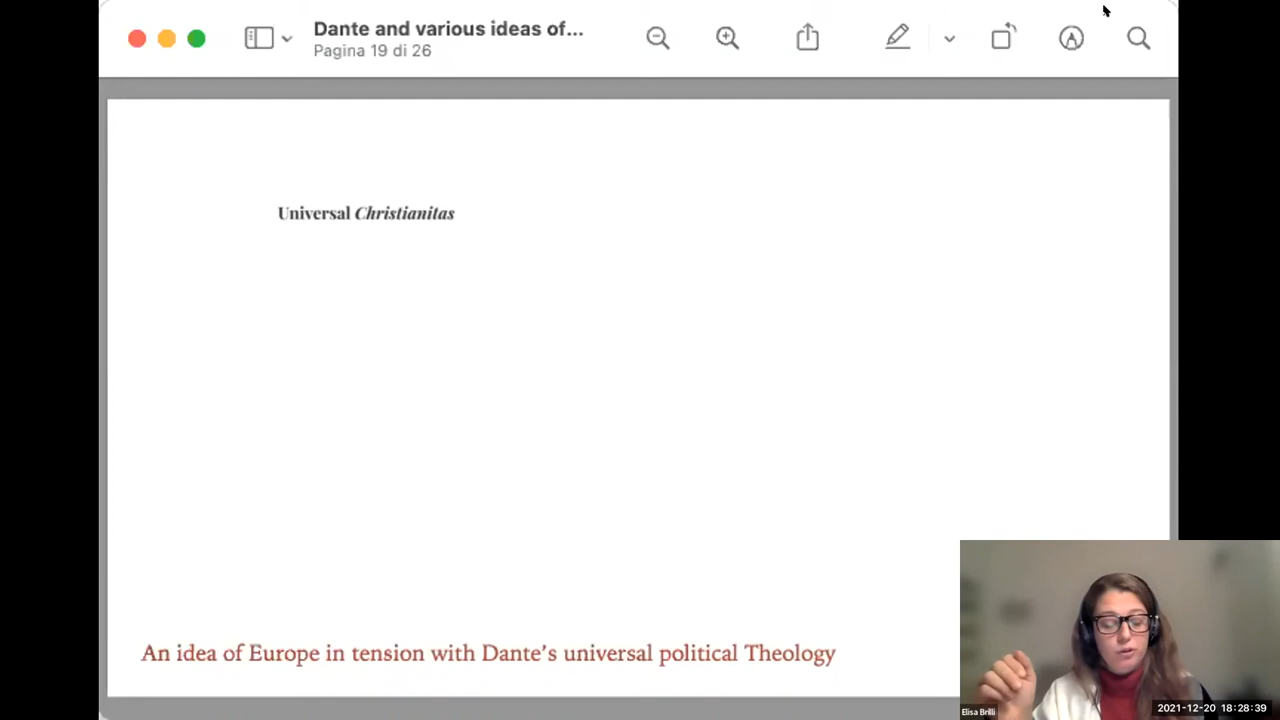 Dante and various ideas of...
Pagina 19 di 26
Universal Christianitas
An idea of Europe in tension with Dante’s universal political Theology
Elisa Brilli
2021-12-20 18:28:39